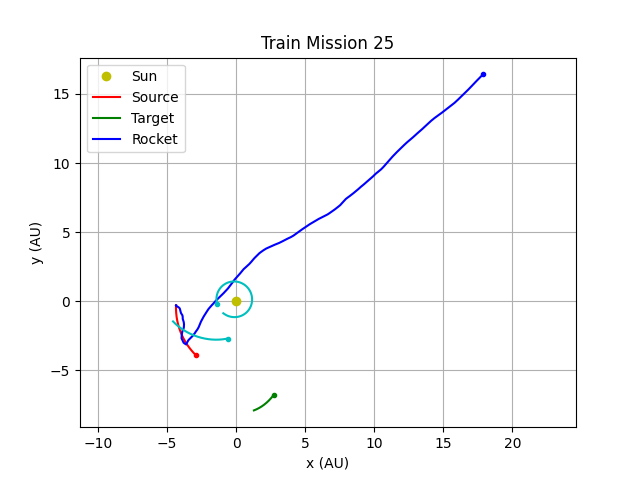 Train Mission 25
Sun
Source
Target
Rocket
15
10
5
0
−5
y (AU)
−10
−5
0
5
10
15
20
x (AU)